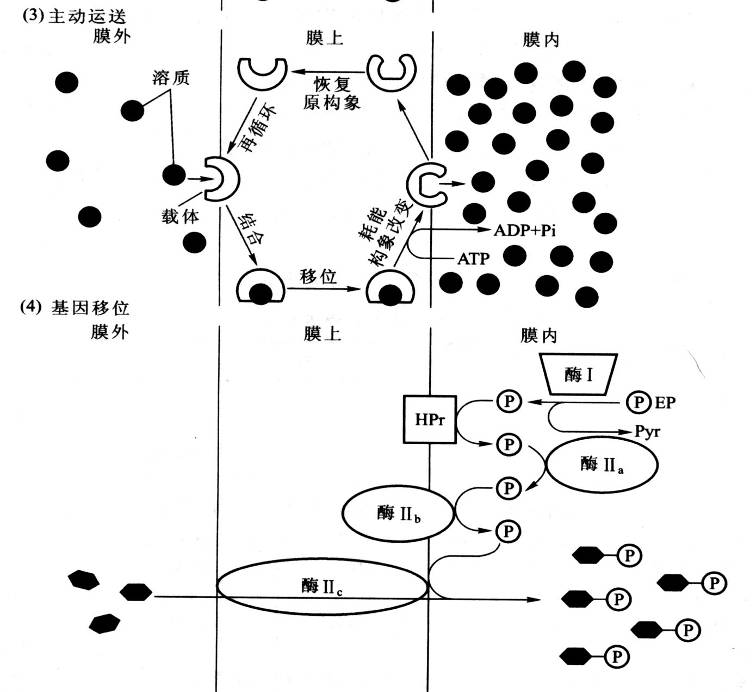 (3) 主动运送
膜外
膜上
膜内
溶质
恢复
原构象
再循环
载体
结合
耗能
构象改变
ADP+Pi
ATP
移位
(4) 基因移位
膜外
膜上
膜内
酶 I
P
P EP
HPr
Pyr
P
酶 IIa
P
酶 IIb
P
P
酶 IIc
P
P
P
P